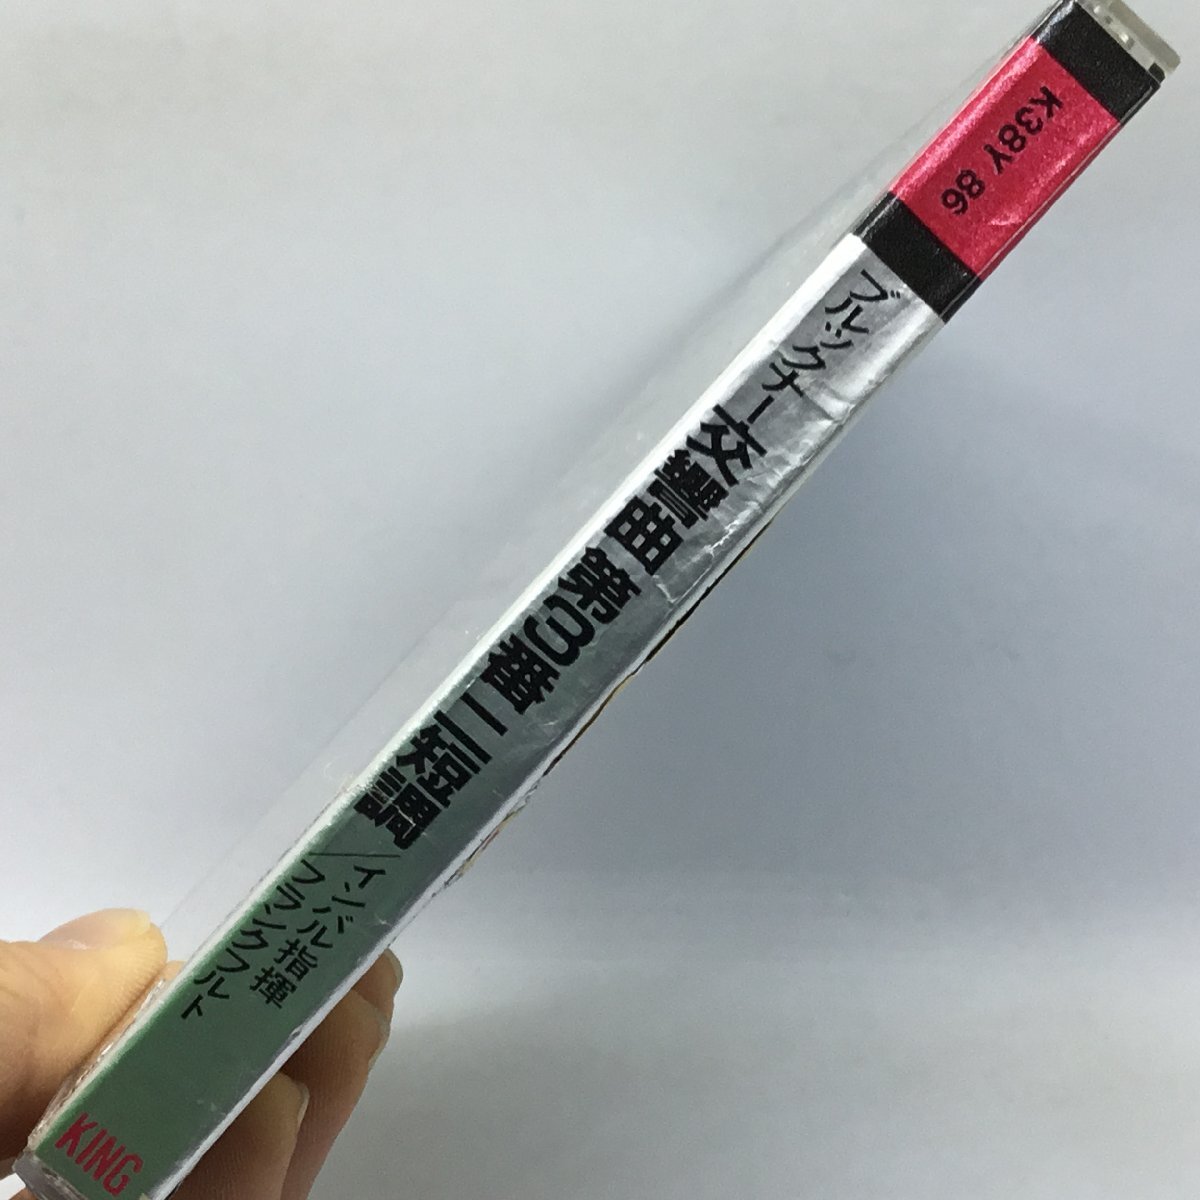 K38Y 86
ブルックナー交響曲第3番ニ短調
／インバル指揮
フランクフルト
KING